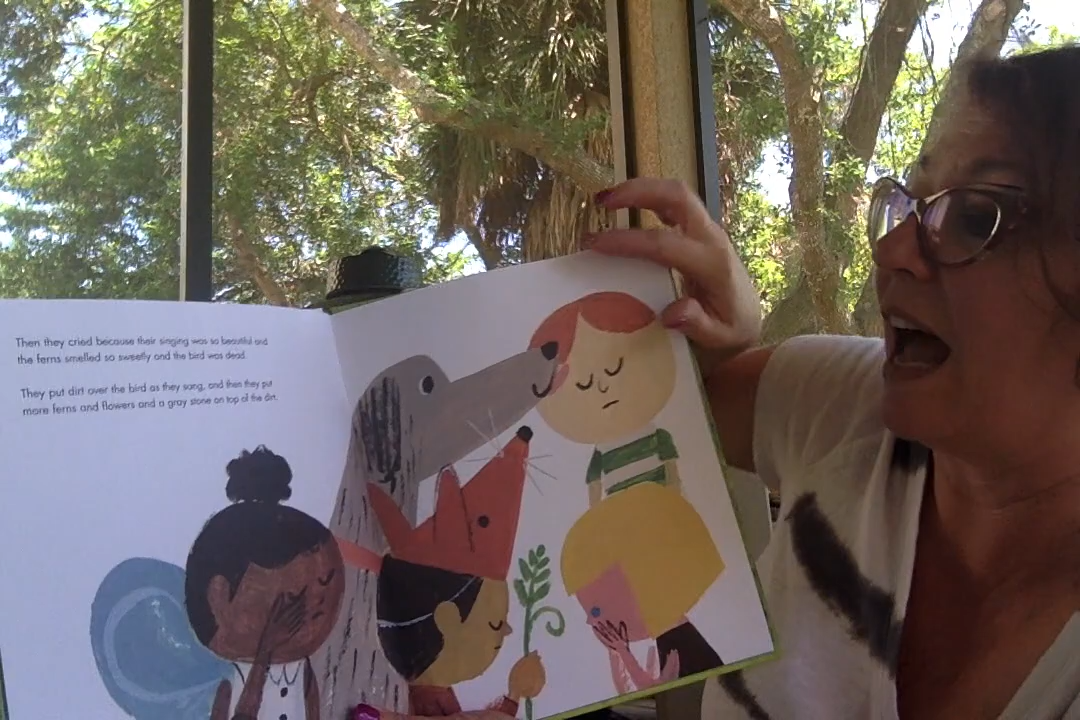 Then they cried because their singing was so beautiful and
the ferns smelled so sweetly and the bird was dead.
They put dirt over the bird as they sang, and then they put
more ferns and flowers and a gray stone on top of the dirt.